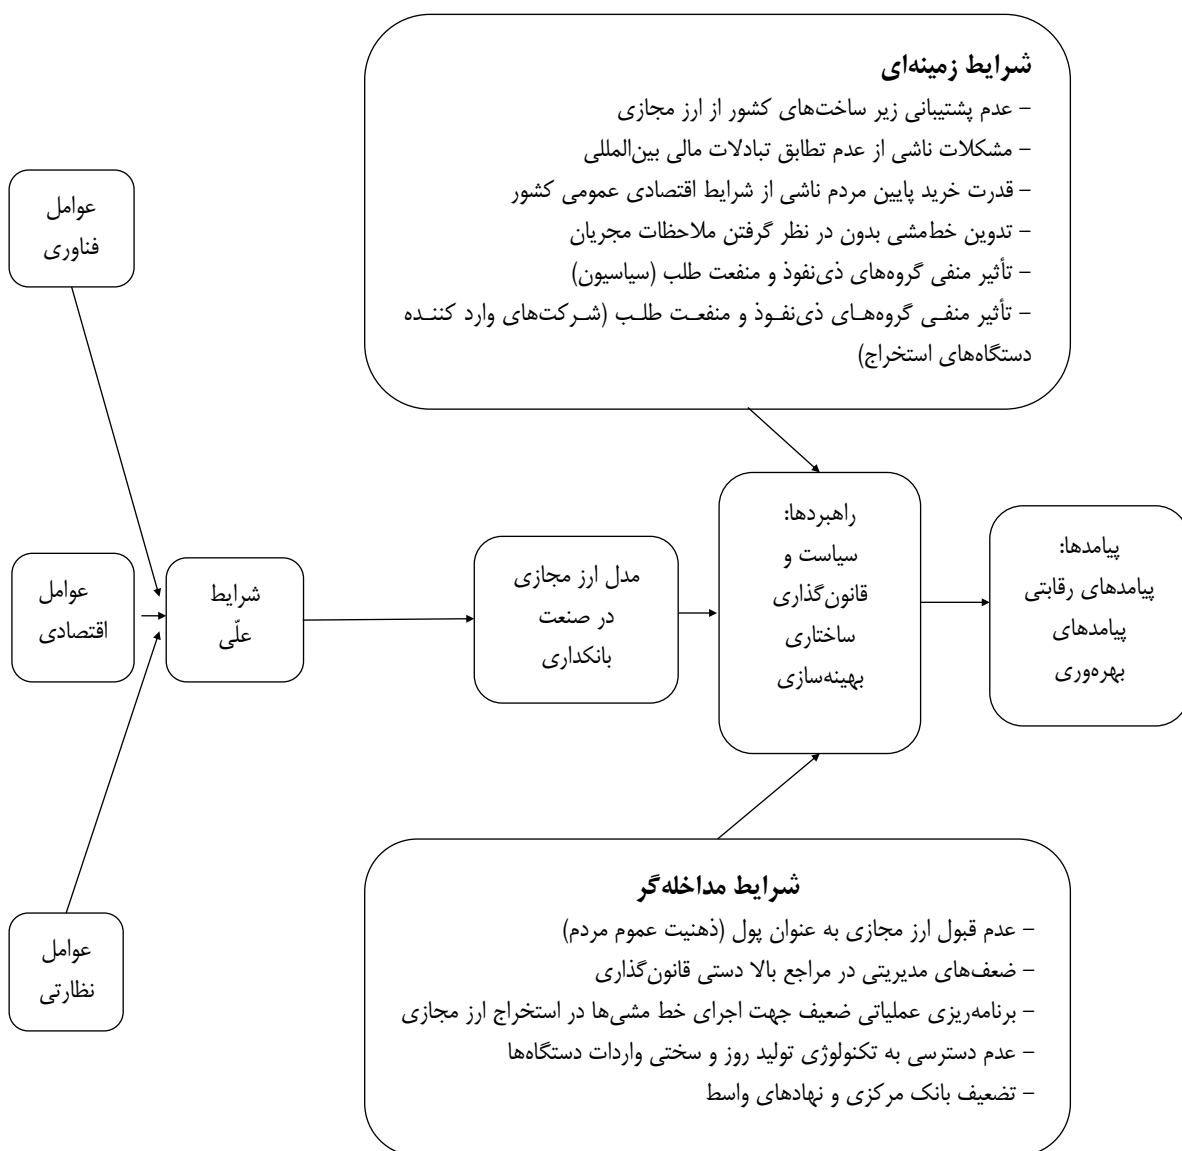 شرایط زمینه‌ای
- عدم پشتیبانی زیر ساخت‌های کشور از ارز مجازی
- مشکلات ناشی از عدم تطابق تبادلات مالی بین‌المللی
- قدرت خرید پایین مردم ناشی از شرایط اقتصادی عمومی کشور
- تدوین خط‌مشی بدون در نظر گرفتن ملاحظات مجریان
- تأثیر منفی گروه‌های ذی‌نفوذ و منفعت طلب (سیاسیون)
- تأثیر منفی گروه‌های ذی‌نفوذ و منفعت طلب (شرکت‌های وارد کننده
دستگاه‌های استخراج)
عوامل
فناوری
عوامل
اقتصادی
شرایط
علّی
مدل ارز مجازی
در صنعت
بانکداری
راهبردها:
سیاست و
قانون‌گذاری
ساختاری
بهینه‌سازی
پیامدها:
پیامدهای رقابتی
پیامدهای
بهره‌وری
عوامل
نظارتی
شرایط مداخله‌گر
- عدم قبول ارز مجازی به عنوان پول (ذهنیت عموم مردم)
- ضعف‌های مدیریتی در مراجع بالا دستی قانون‌گذاری
- برنامه‌ریزی عملیاتی ضعیف جهت اجرای خط مشی‌ها در استخراج ارز مجازی
- عدم دسترسی به تکنولوژی تولید روز و سختی واردات دستگاه‌ها
- تضعیف بانک مرکزی و نهادهای واسط